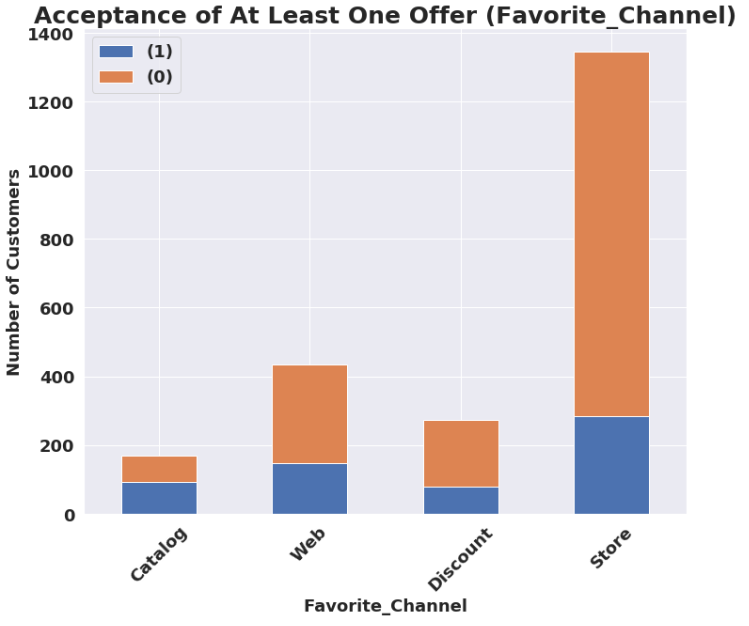 Acceptance of At Least One Offer (Favorite_Channel)
1400
1200
1000
800
600
400
200
0
(1)
(0)
Number of Customers
Catalog
Web
Discount
Store
Favorite_Channel